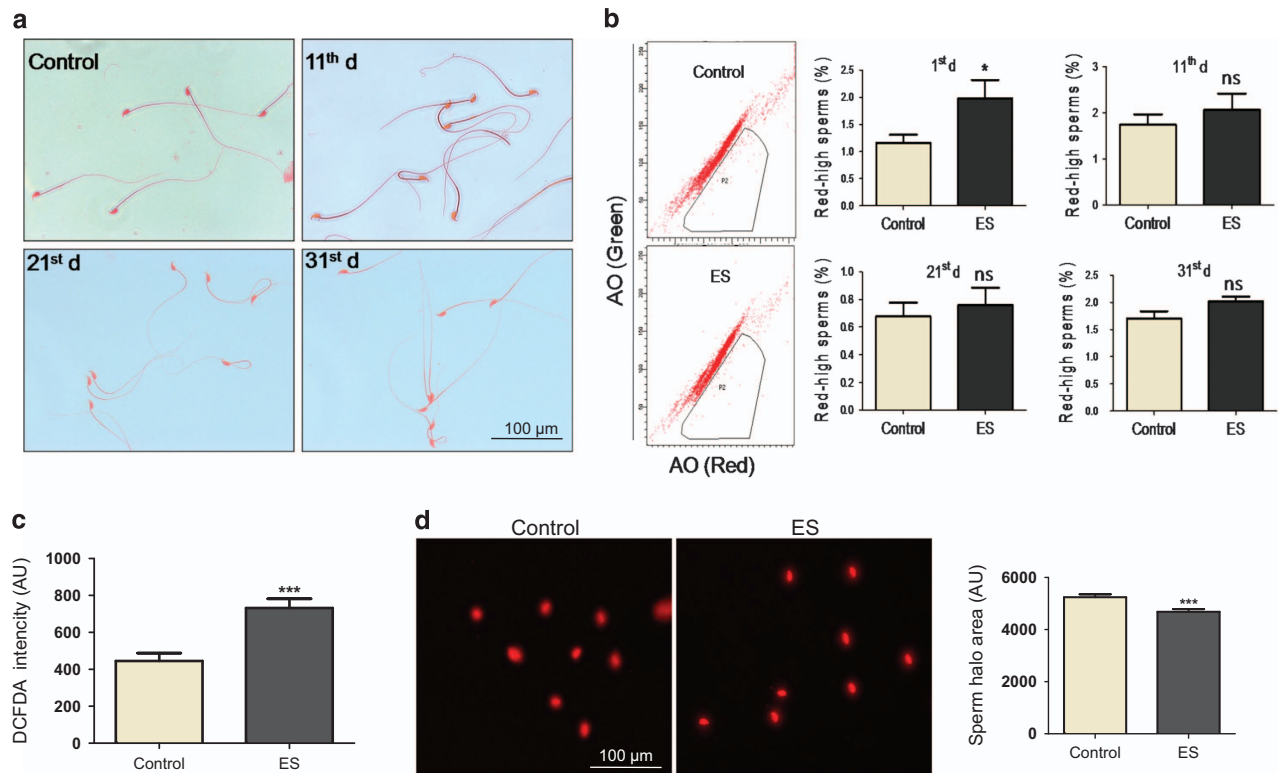 a
Control
11th d
21st d
31st d
100 µm
b
AO (Green)
Control
P2
ES
P2
AO (Red)
Red-high sperms (%)
1st d
*
2.5
2.0
1.5
1.0
0.5
0.0
Control
ES
Red-high sperms (%)
11th d
ns
3
2
1
0
Control
ES
Red-high sperms (%)
21st d
ns
1.0
0.8
0.6
0.4
0.2
0.0
Control
ES
Red-high sperms (%)
31st d
ns
2.5
2.0
1.5
1.0
0.5
0.0
Control
ES
c
DCFDA intencity (AU)
1000
800
600
400
200
0
***
Control
ES
d
Control
ES
100 µm
Sperm halo area (AU)
6000
4000
2000
0
***
Control
ES